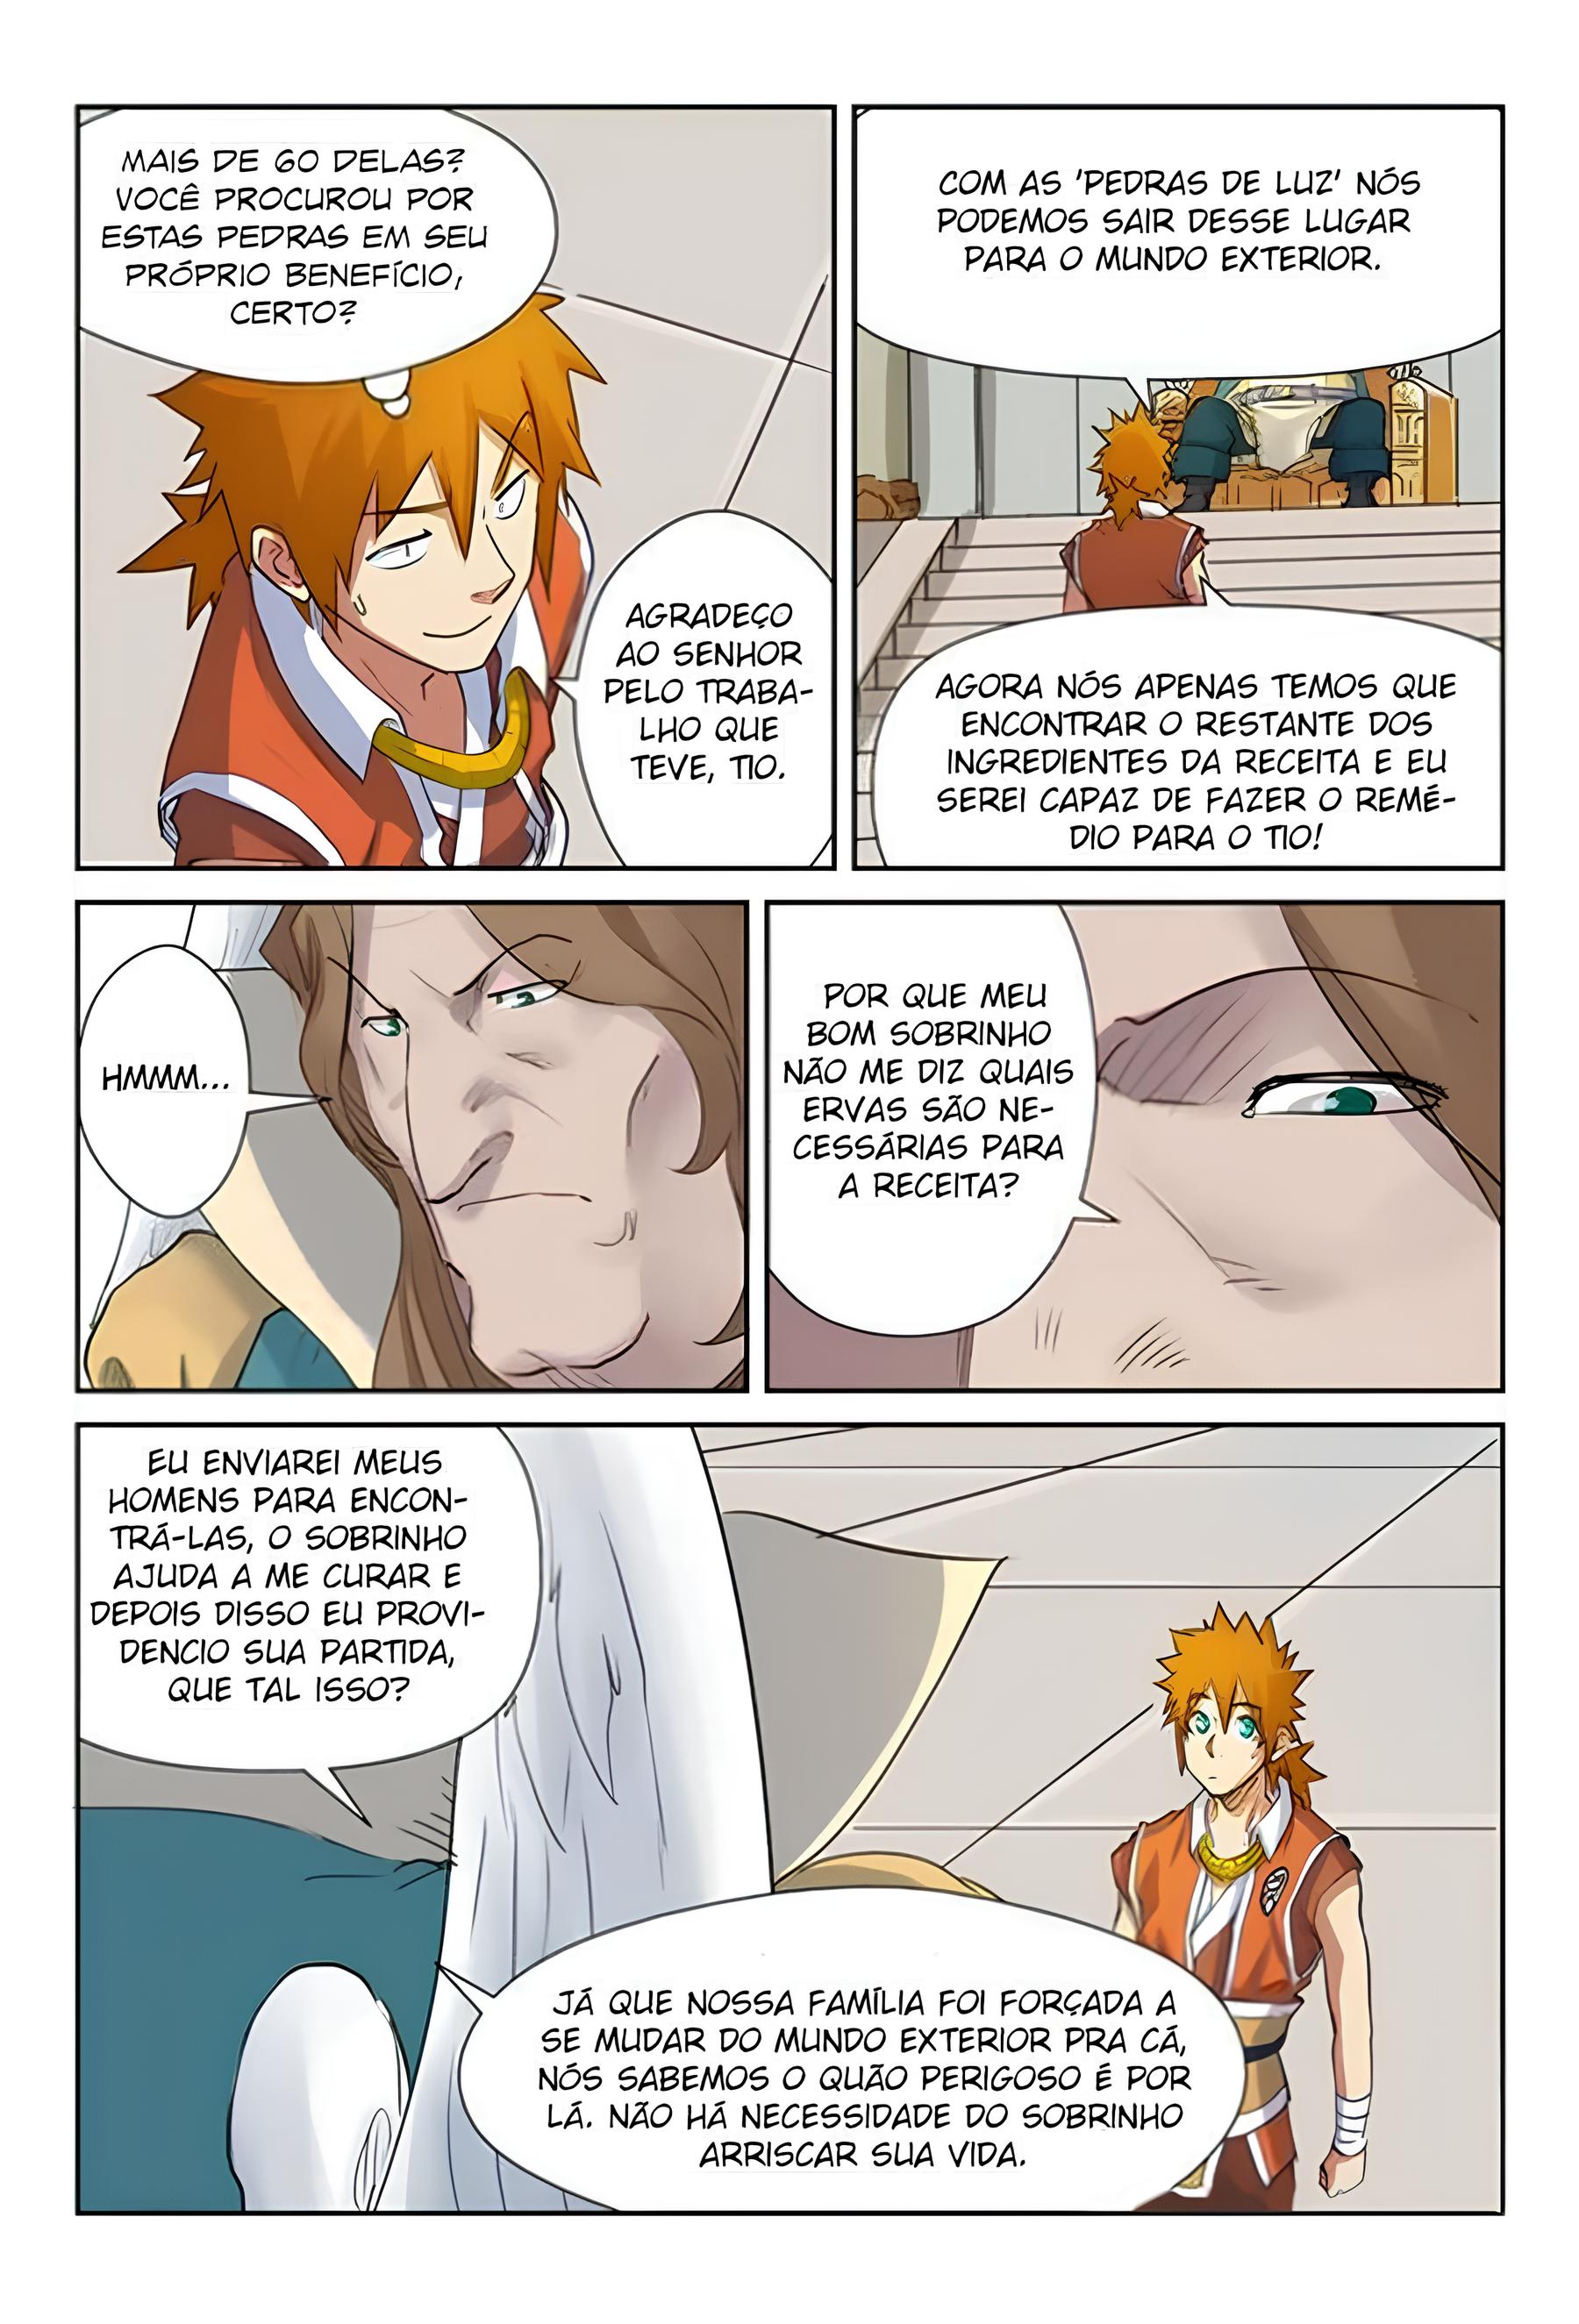 MAIS DE 60 DELAS?
VOCÊ PROCUROU POR
ESTAS PEDRAS EM SEU
PRÓPRIO BENEFÍCIO,
CERTO?
AGRADEÇO
AO SENHOR
PELO TRABA-
LHO QUE
TEVE, TIO.
COM AS 'PEDRAS DE LUZ' NÓS
PODEMOS SAIR DESSE LUGAR
PARA O MUNDO EXTERIOR.
AGORA NÓS APENAS TEMOS QUE
ENCONTRAR O RESTANTE DOS
INGREDIENTES DA RECEITA E EU
SEREI CAPAZ DE FAZER O REMÉ-
DIO PARA O TIO!
HMMM...
POR QUE MEU
BOM SOBRINHO
NÃO ME DIZ QUAIS
ERVAS SÃO NE-
CESSÁRIAS PARA
A RECEITA?
EU ENVIAREI MEUS
HOMENS PARA ENCON-
TRÁ-LAS, O SOBRINHO
AJUDA A ME CURAR E
DEPOIS DISSO EU PROVI-
DENCIO SUA PARTIDA,
QUE TAL ISSO?
JÁ QUE NOSSA FAMÍLIA FOI FORÇADA A
SE MUDAR DO MUNDO EXTERIOR PRA CÁ,
NÓS SABEMOS O QUÃO PERIGOSO É POR
LÁ. NÃO HÁ NECESSIDADE DO SOBRINHO
ARRISCAR SUA VIDA.